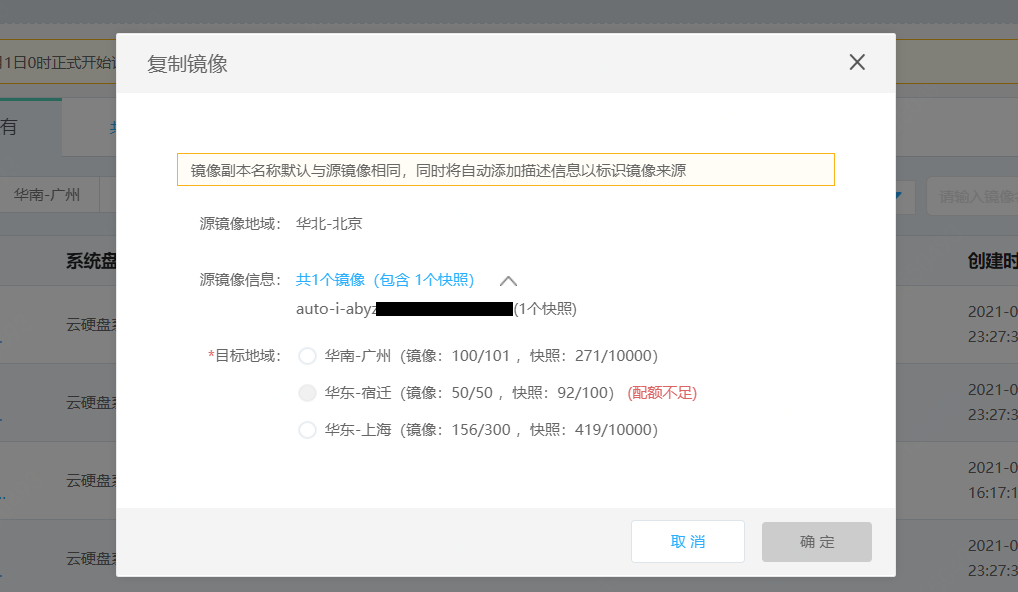 复制镜像
月1日0时正式开始
有
华南-广州
请输入镜像
镜像副本名称默认与源镜像相同，同时将自动添加描述信息以标识镜像来源
源镜像地域： 华北-北京
系统盘
创建时
源镜像信息： 共1个镜像（包含 1个快照）
auto-i-abyz (1个快照)
云硬盘系
2021-0
23:27:3
*目标地域： 华南-广州（镜像：100/101 ，快照：271/10000）
华东-宿迁（镜像：50/50 ，快照：92/100） (配额不足)
云硬盘系
2021-0
23:27:3
华东-上海（镜像：156/300 ，快照：419/10000）
云硬盘系
2021-0
16:17:1
取 消
确 定
云硬盘系
2021-0
23:27:3